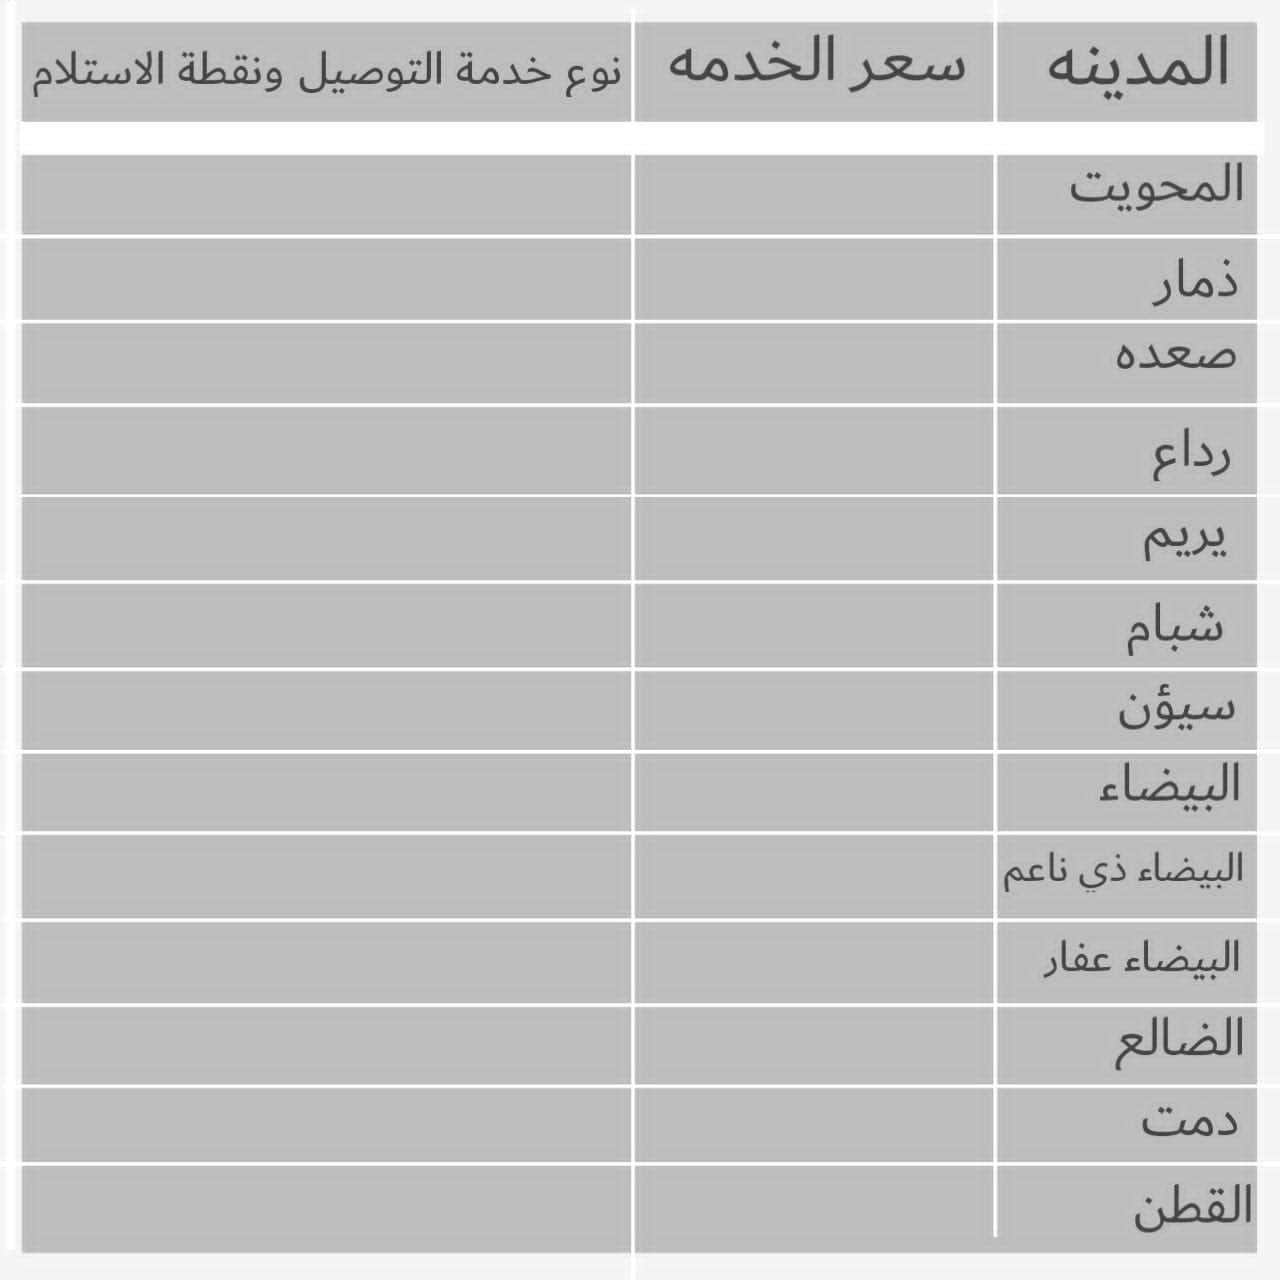 المدينه
سعر الخدمه
نوع خدمة التوصيل ونقطة الاستلام
المحويت
ذمار
صعده
رداع
يريم
شبام
سيؤن
البيضاء
البيضاء ذي ناعم
البيضاء عفار
الضالع
دمت
القطن